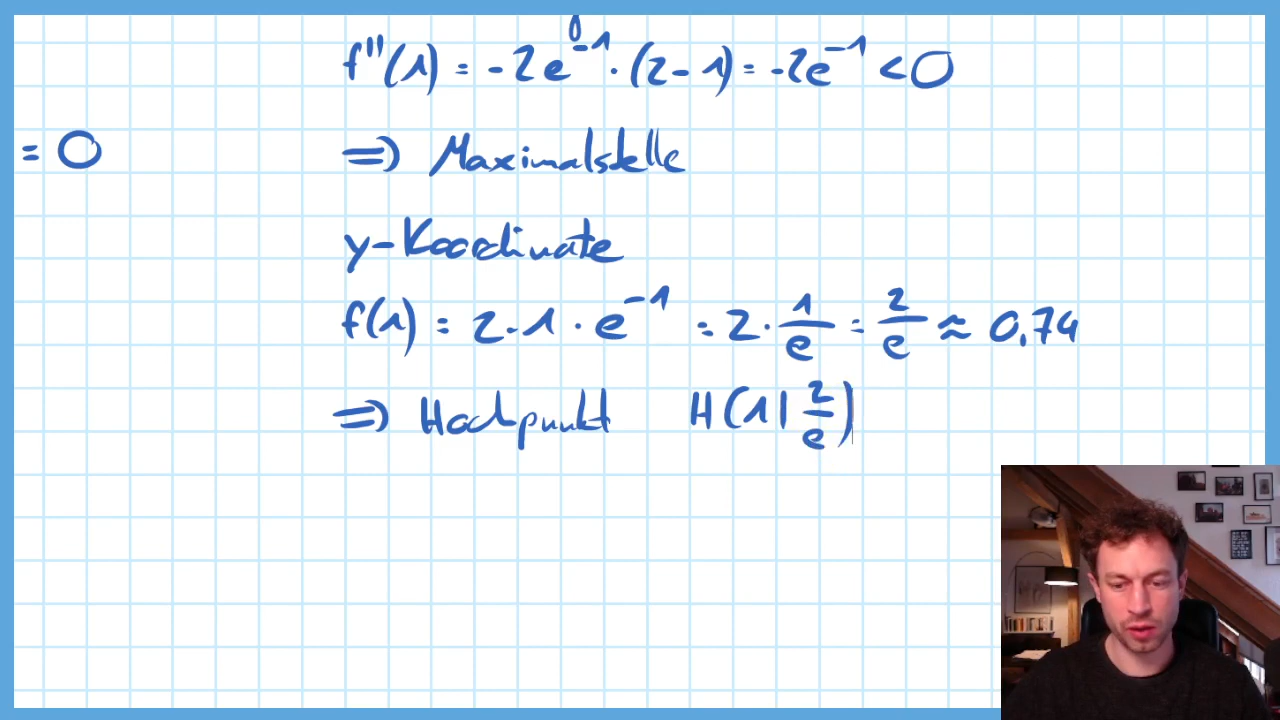 f''(1) = -2e⁻¹ · (2-1) = -2e⁻¹ < 0
= 0
=> Maximalstelle
y-Koordinate
f(1) = 2·1·e⁻¹ = 2·1/e = 2/e ≈ 0,74
=> Hochpunkt H(1|2/e)